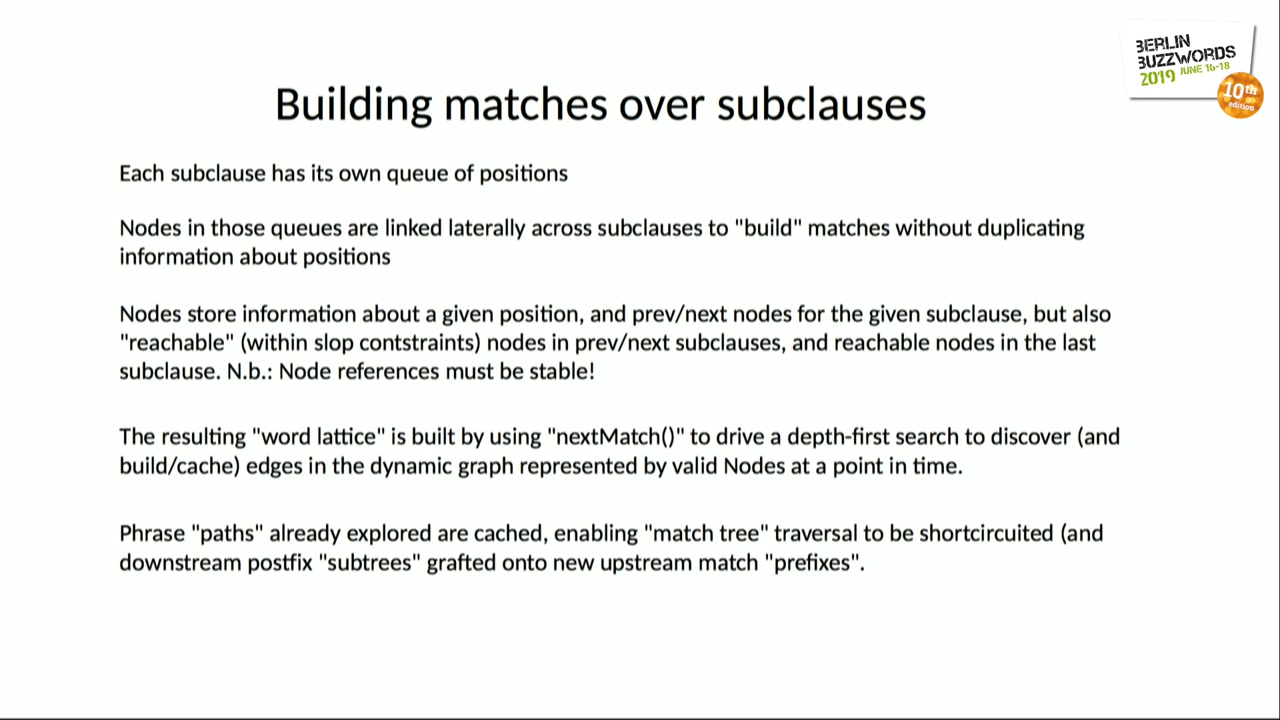 BERLIN
BUZZWORDS
2019 JUNE 16-18
10th
edition
Building matches over subclauses
Each subclause has its own queue of positions
Nodes in those queues are linked laterally across subclauses to "build" matches without duplicating
information about positions
Nodes store information about a given position, and prev/next nodes for the given subclause, but also
"reachable" (within slop contstraints) nodes in prev/next subclauses, and reachable nodes in the last
subclause. N.b.: Node references must be stable!
The resulting "word lattice" is built by using "nextMatch()" to drive a depth-first search to discover (and
build/cache) edges in the dynamic graph represented by valid Nodes at a point in time.
Phrase "paths" already explored are cached, enabling "match tree" traversal to be shortcircuited (and
downstream postfix "subtrees" grafted onto new upstream match "prefixes".